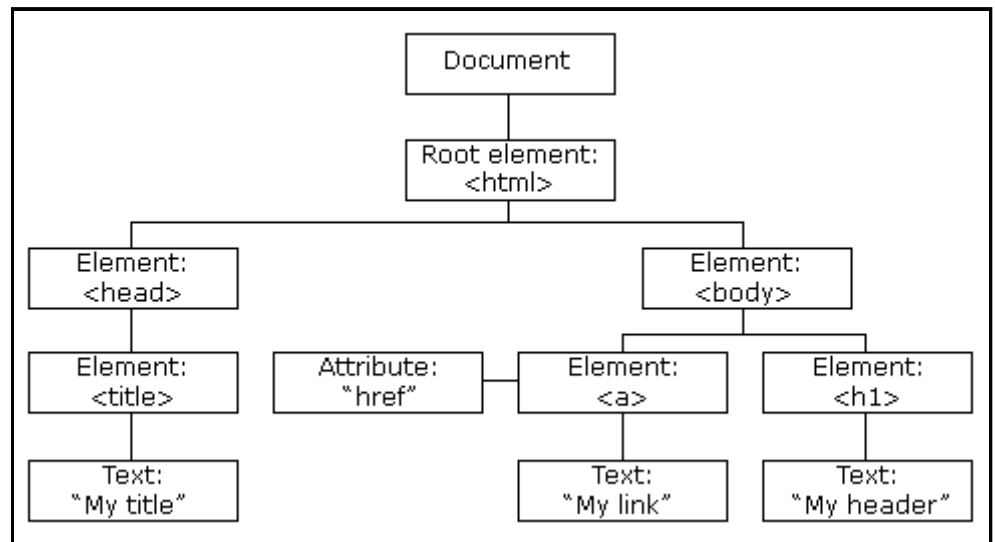 Document
Root element:
<html>
Element:
<head>
Element:
<body>
Element:
<title>
Attribute:
“href”
Element:
<a>
Element:
<h1>
Text:
“My title”
Text:
“My link”
Text:
“My header”